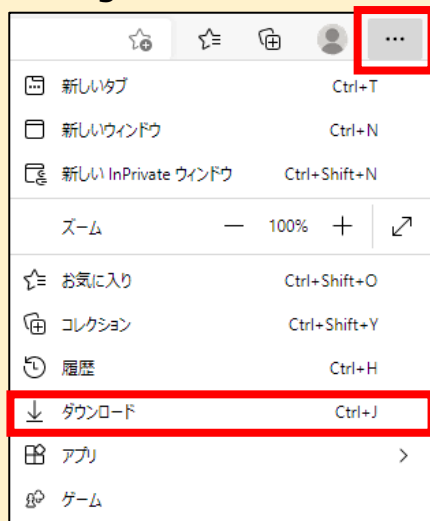 …
新しいタブ Ctrl+T
新しいウィンドウ Ctrl+N
新しい InPrivate ウィンドウ Ctrl+Shift+N
ズーム — 100% +
お気に入り Ctrl+Shift+O
コレクション Ctrl+Shift+Y
履歴 Ctrl+H
ダウンロード Ctrl+J
アプリ >
ゲーム